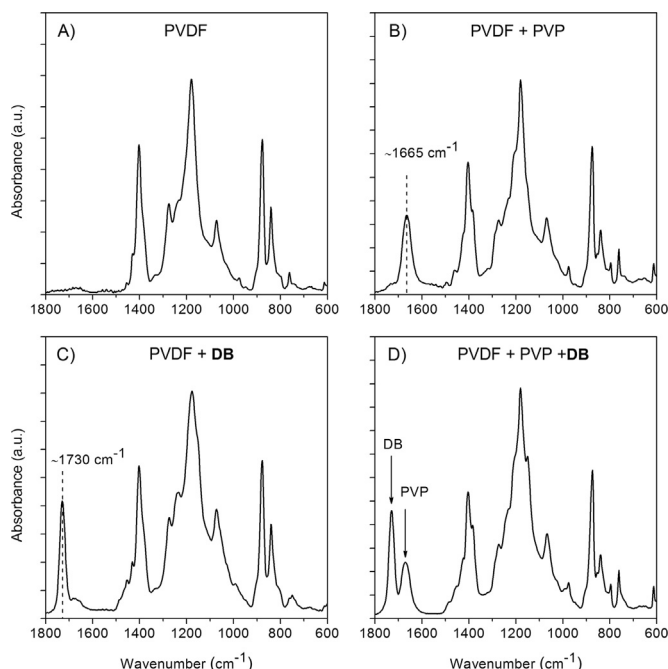 A) PVDF
B) PVDF + PVP
Absorbance (a.u.)
~1665 cm-1
1800 1600 1400 1200 1000 800 600
1800 1600 1400 1200 1000 800 600
C) PVDF + DB
D) PVDF + PVP +DB
Absorbance (a.u.)
~1730 cm-1
DB
PVP
1800 1600 1400 1200 1000 800 600
1800 1600 1400 1200 1000 800 600
Wavenumber (cm-1)
Wavenumber (cm-1)